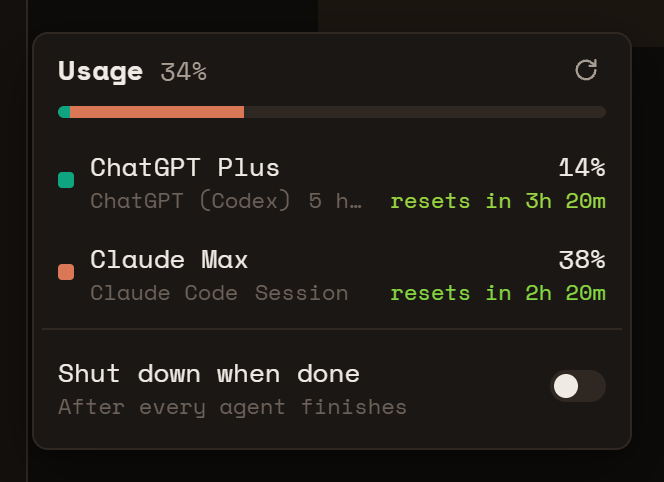 Usage 34%
ChatGPT Plus 14%
ChatGPT (Codex) 5 h… resets in 3h 20m
Claude Max 38%
Claude Code Session resets in 2h 20m
Shut down when done
After every agent finishes